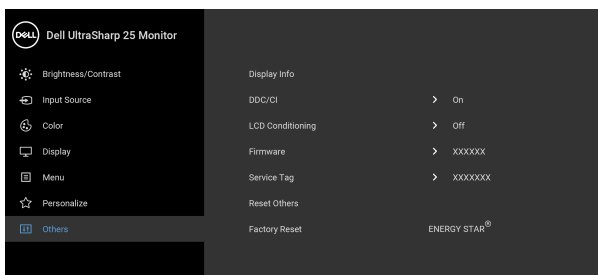 DELL Dell UltraSharp 25 Monitor
Brightness/Contrast
Input Source
Color
Display
Menu
Personalize
Others
Display Info
DDC/CI > On
LCD Conditioning > Off
Firmware > XXXXXX
Service Tag > XXXXXXX
Reset Others
Factory Reset ENERGY STAR®